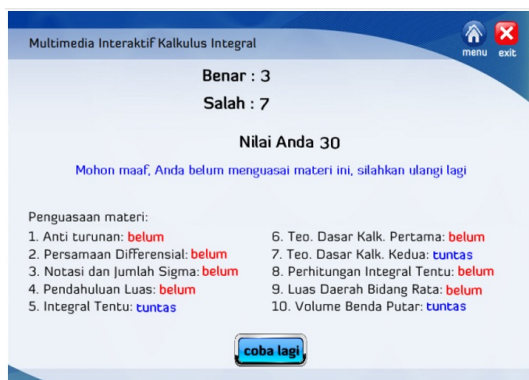 Multimedia Interaktif Kalkulus Integral
menu exit
Benar : 3
Salah : 7
Nilai Anda 30
Mohon maaf, Anda belum menguasai materi ini, silahkan ulangi lagi
Penguasaan materi:
1. Anti turunan: belum
2. Persamaan Differensial: belum
3. Notasi dan Jumlah Sigma: belum
4. Pendahuluan Luas: belum
5. Integral Tentu: tuntas
6. Teo. Dasar Kalk. Pertama: belum
7. Teo. Dasar Kalk. Kedua: tuntas
8. Perhitungan Integral Tentu: belum
9. Luas Daerah Bidang Rata: belum
10. Volume Benda Putar: tuntas
coba lagi